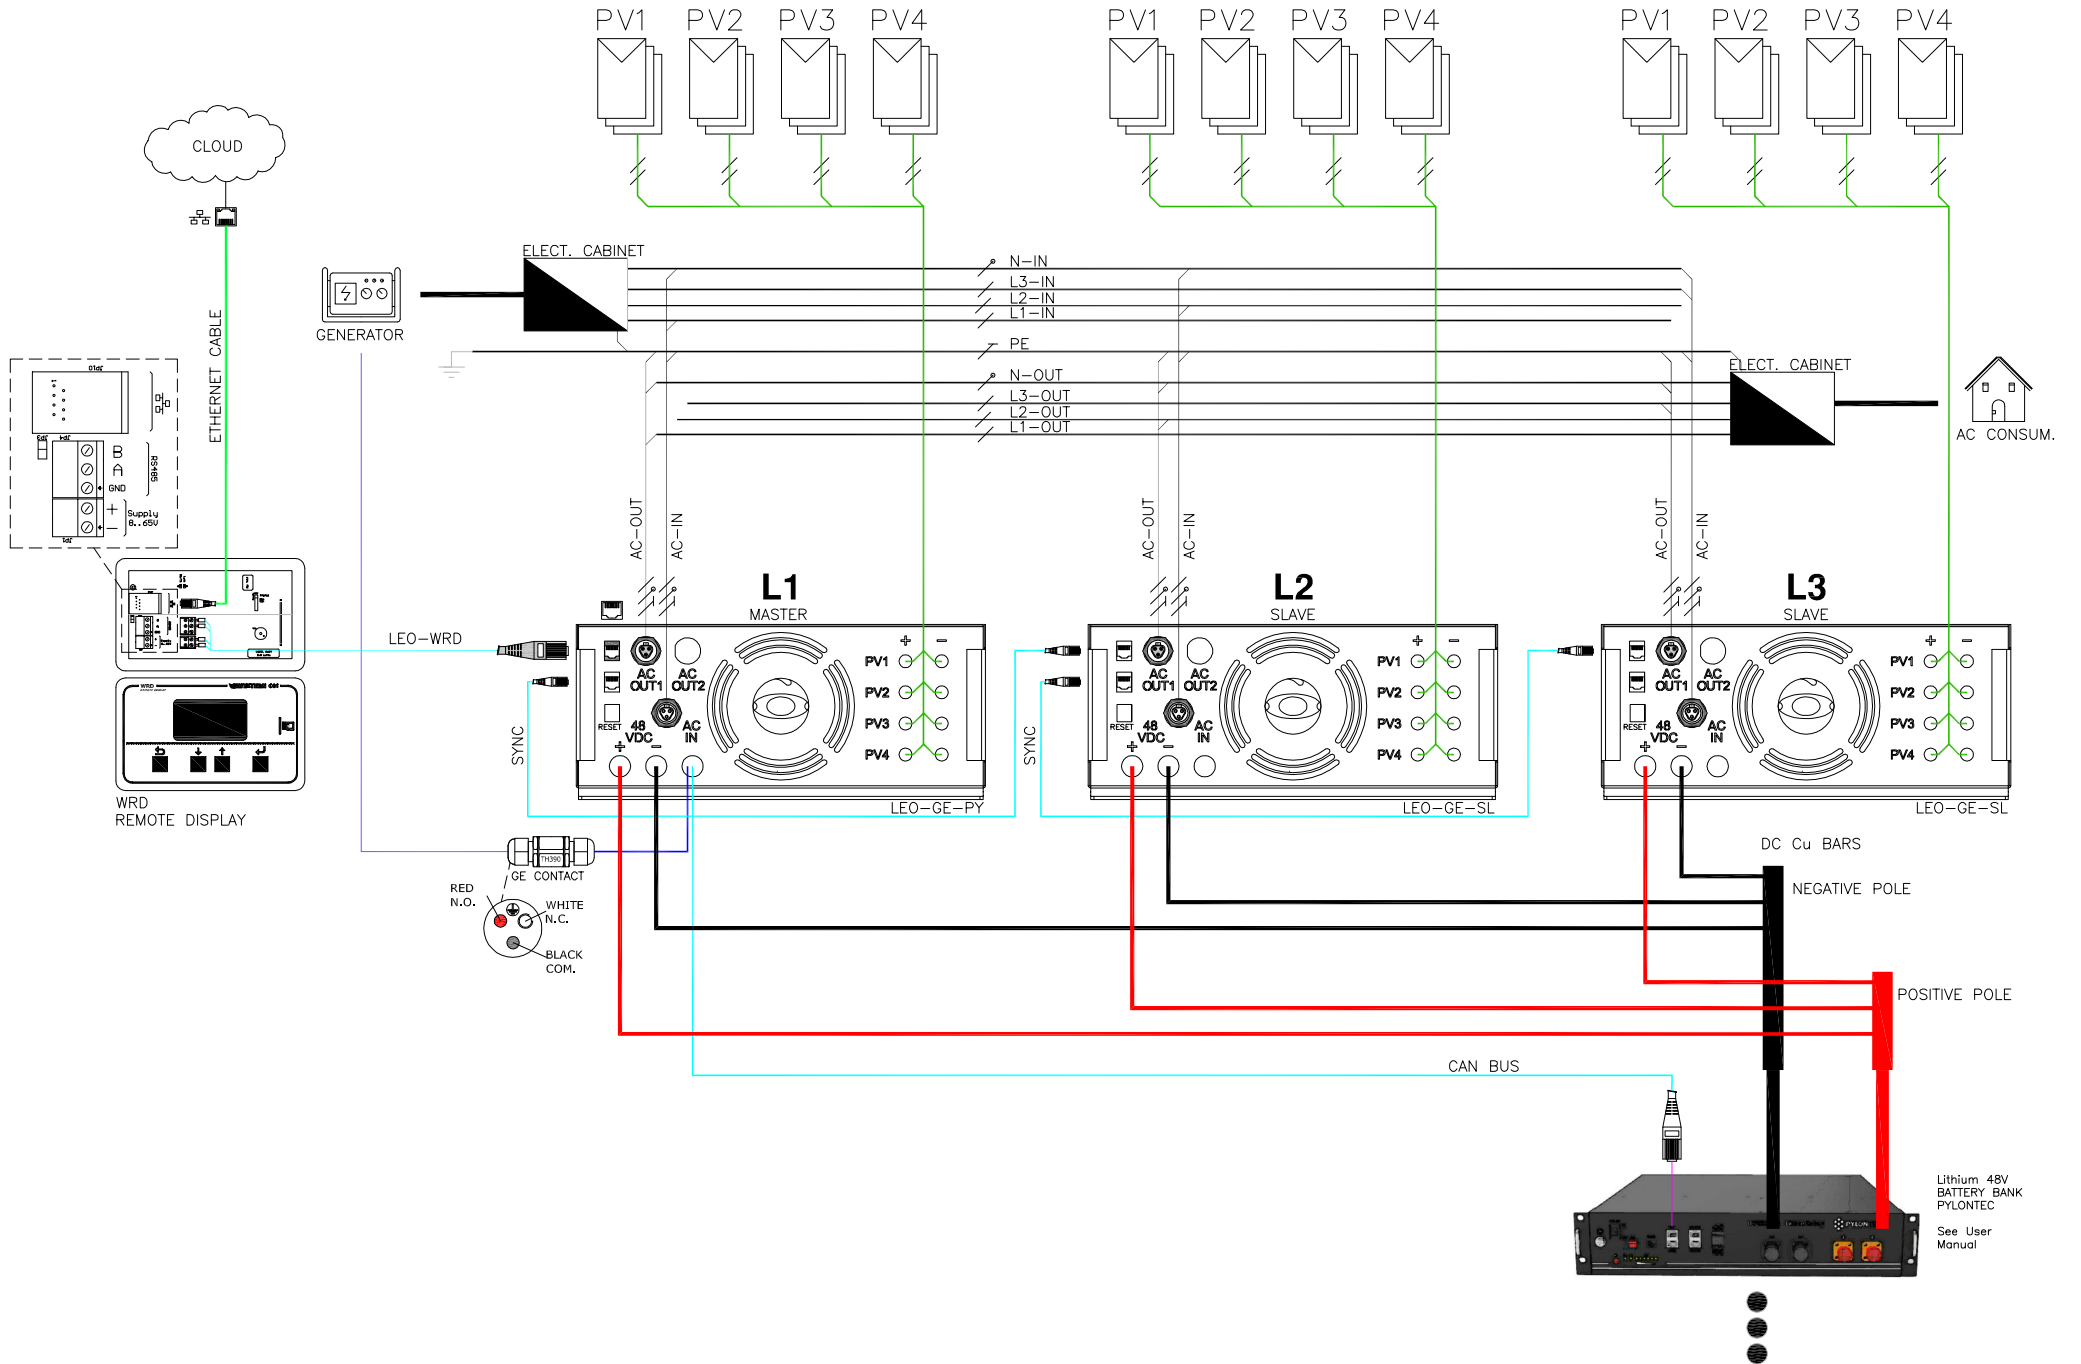 PV1 PV2 PV3 PV4
PV1 PV2 PV3 PV4
PV1 PV2 PV3 PV4
CLOUD
ETHERNET CABLE
GENERATOR
ELECT. CABINET
N-IN
L3-IN
L2-IN
L1-IN
PE
N-OUT
L3-OUT
L2-OUT
L1-OUT
ELECT. CABINET
AC CONSUM.
JP10
JP3
JP4
B
A
GND
RS485
+
-
Supply
8..65V
JP1
AC-OUT
AC-IN
AC-OUT
AC-IN
AC-OUT
AC-IN
L1
MASTER
L2
SLAVE
L3
SLAVE
LEO-WRD
AC
OUT1
AC
OUT2
RESET
48
VDC
AC
IN
+ -
+ -
PV1
PV2
PV3
PV4
LEO-GE-PY
SYNC
AC
OUT1
AC
OUT2
RESET
48
VDC
AC
IN
+ -
+ -
PV1
PV2
PV3
PV4
LEO-GE-SL
SYNC
AC
OUT1
AC
OUT2
RESET
48
VDC
AC
IN
+ -
+ -
PV1
PV2
PV3
PV4
LEO-GE-SL
WRD
WRD
REMOTE DISPLAY
TH390
GE CONTACT
RED
N.O.
WHITE
N.C.
BLACK
COM.
DC Cu BARS
NEGATIVE POLE
POSITIVE POLE
CAN BUS
Lithium 48V
BATTERY BANK
PYLONTEC
See User
Manual
PYLON